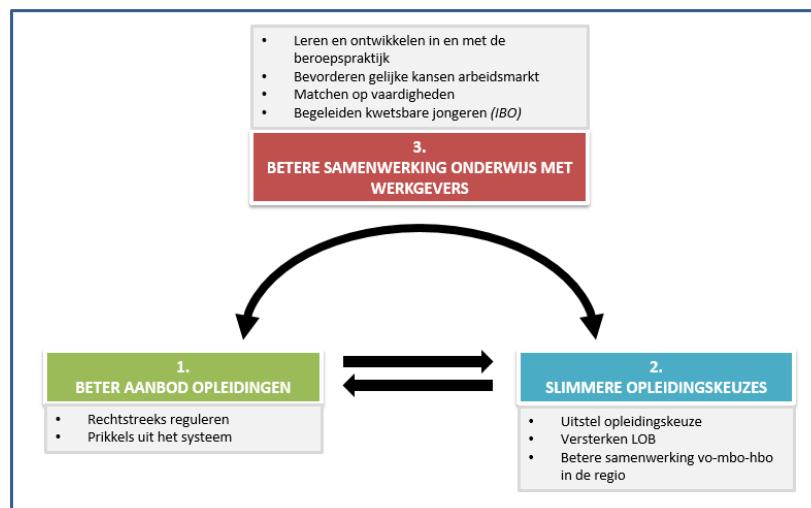 • Leren en ontwikkelen in en met de
beroepspraktijk
• Bevorderen gelijke kansen arbeidsmarkt
• Matchen op vaardigheden
• Begeleiden kwetsbare jongeren (IBO)
3.
BETERE SAMENWERKING ONDERWIJS MET
WERKGEVERS
1.
BETER AANBOD OPLEIDINGEN
• Rechtstreeks reguleren
• Prikkels uit het systeem
2.
SLIMMERE OPLEIDINGSKEUZES
• Uitstel opleidingskeuze
• Versterken LOB
• Betere samenwerking vo-mbo-hbo
in de regio